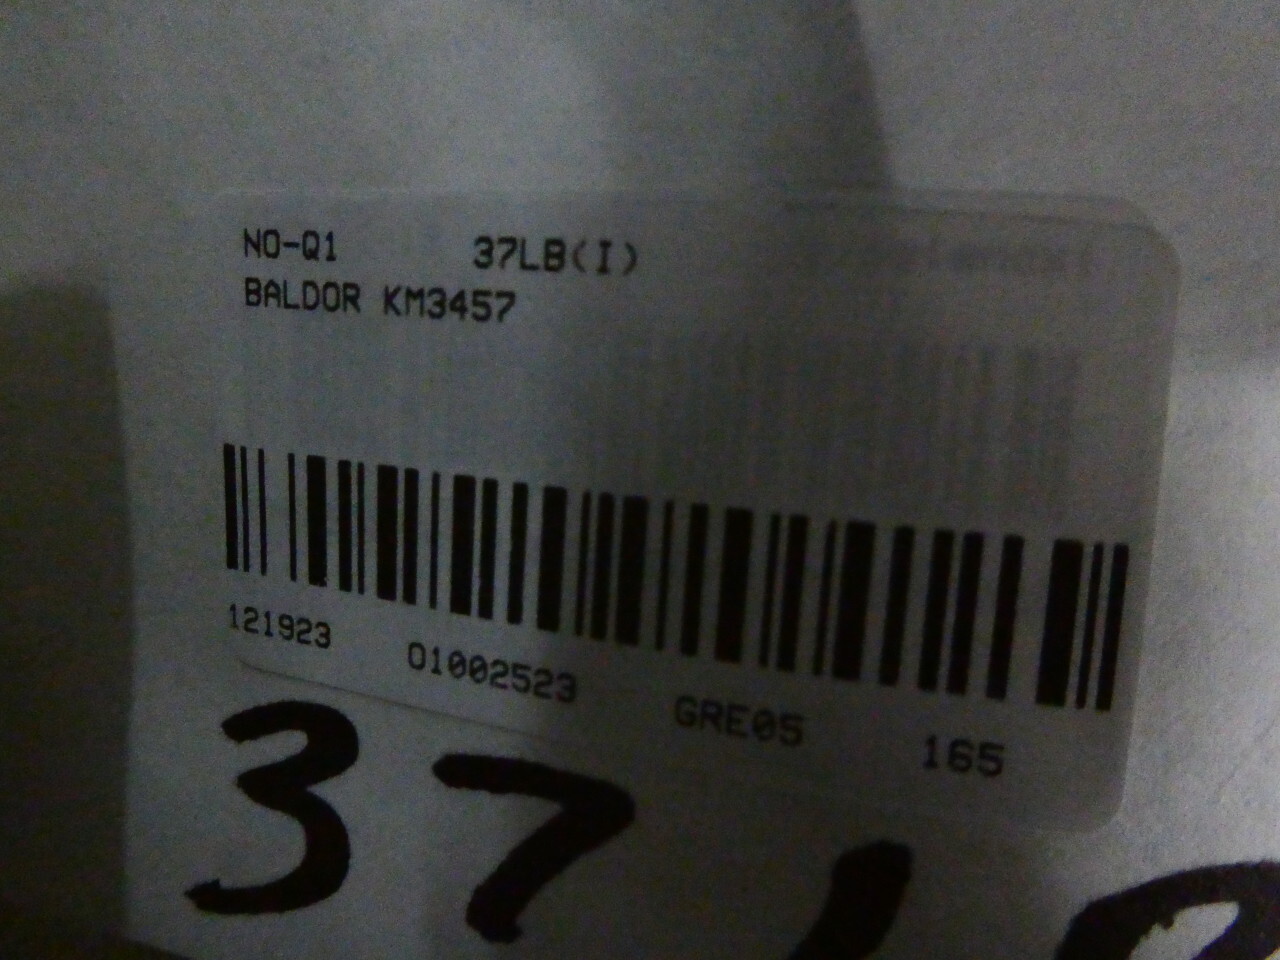 NO-Q1 37LB(I)
BALDOR KM3457
121923 01002523 GRE05 165
37